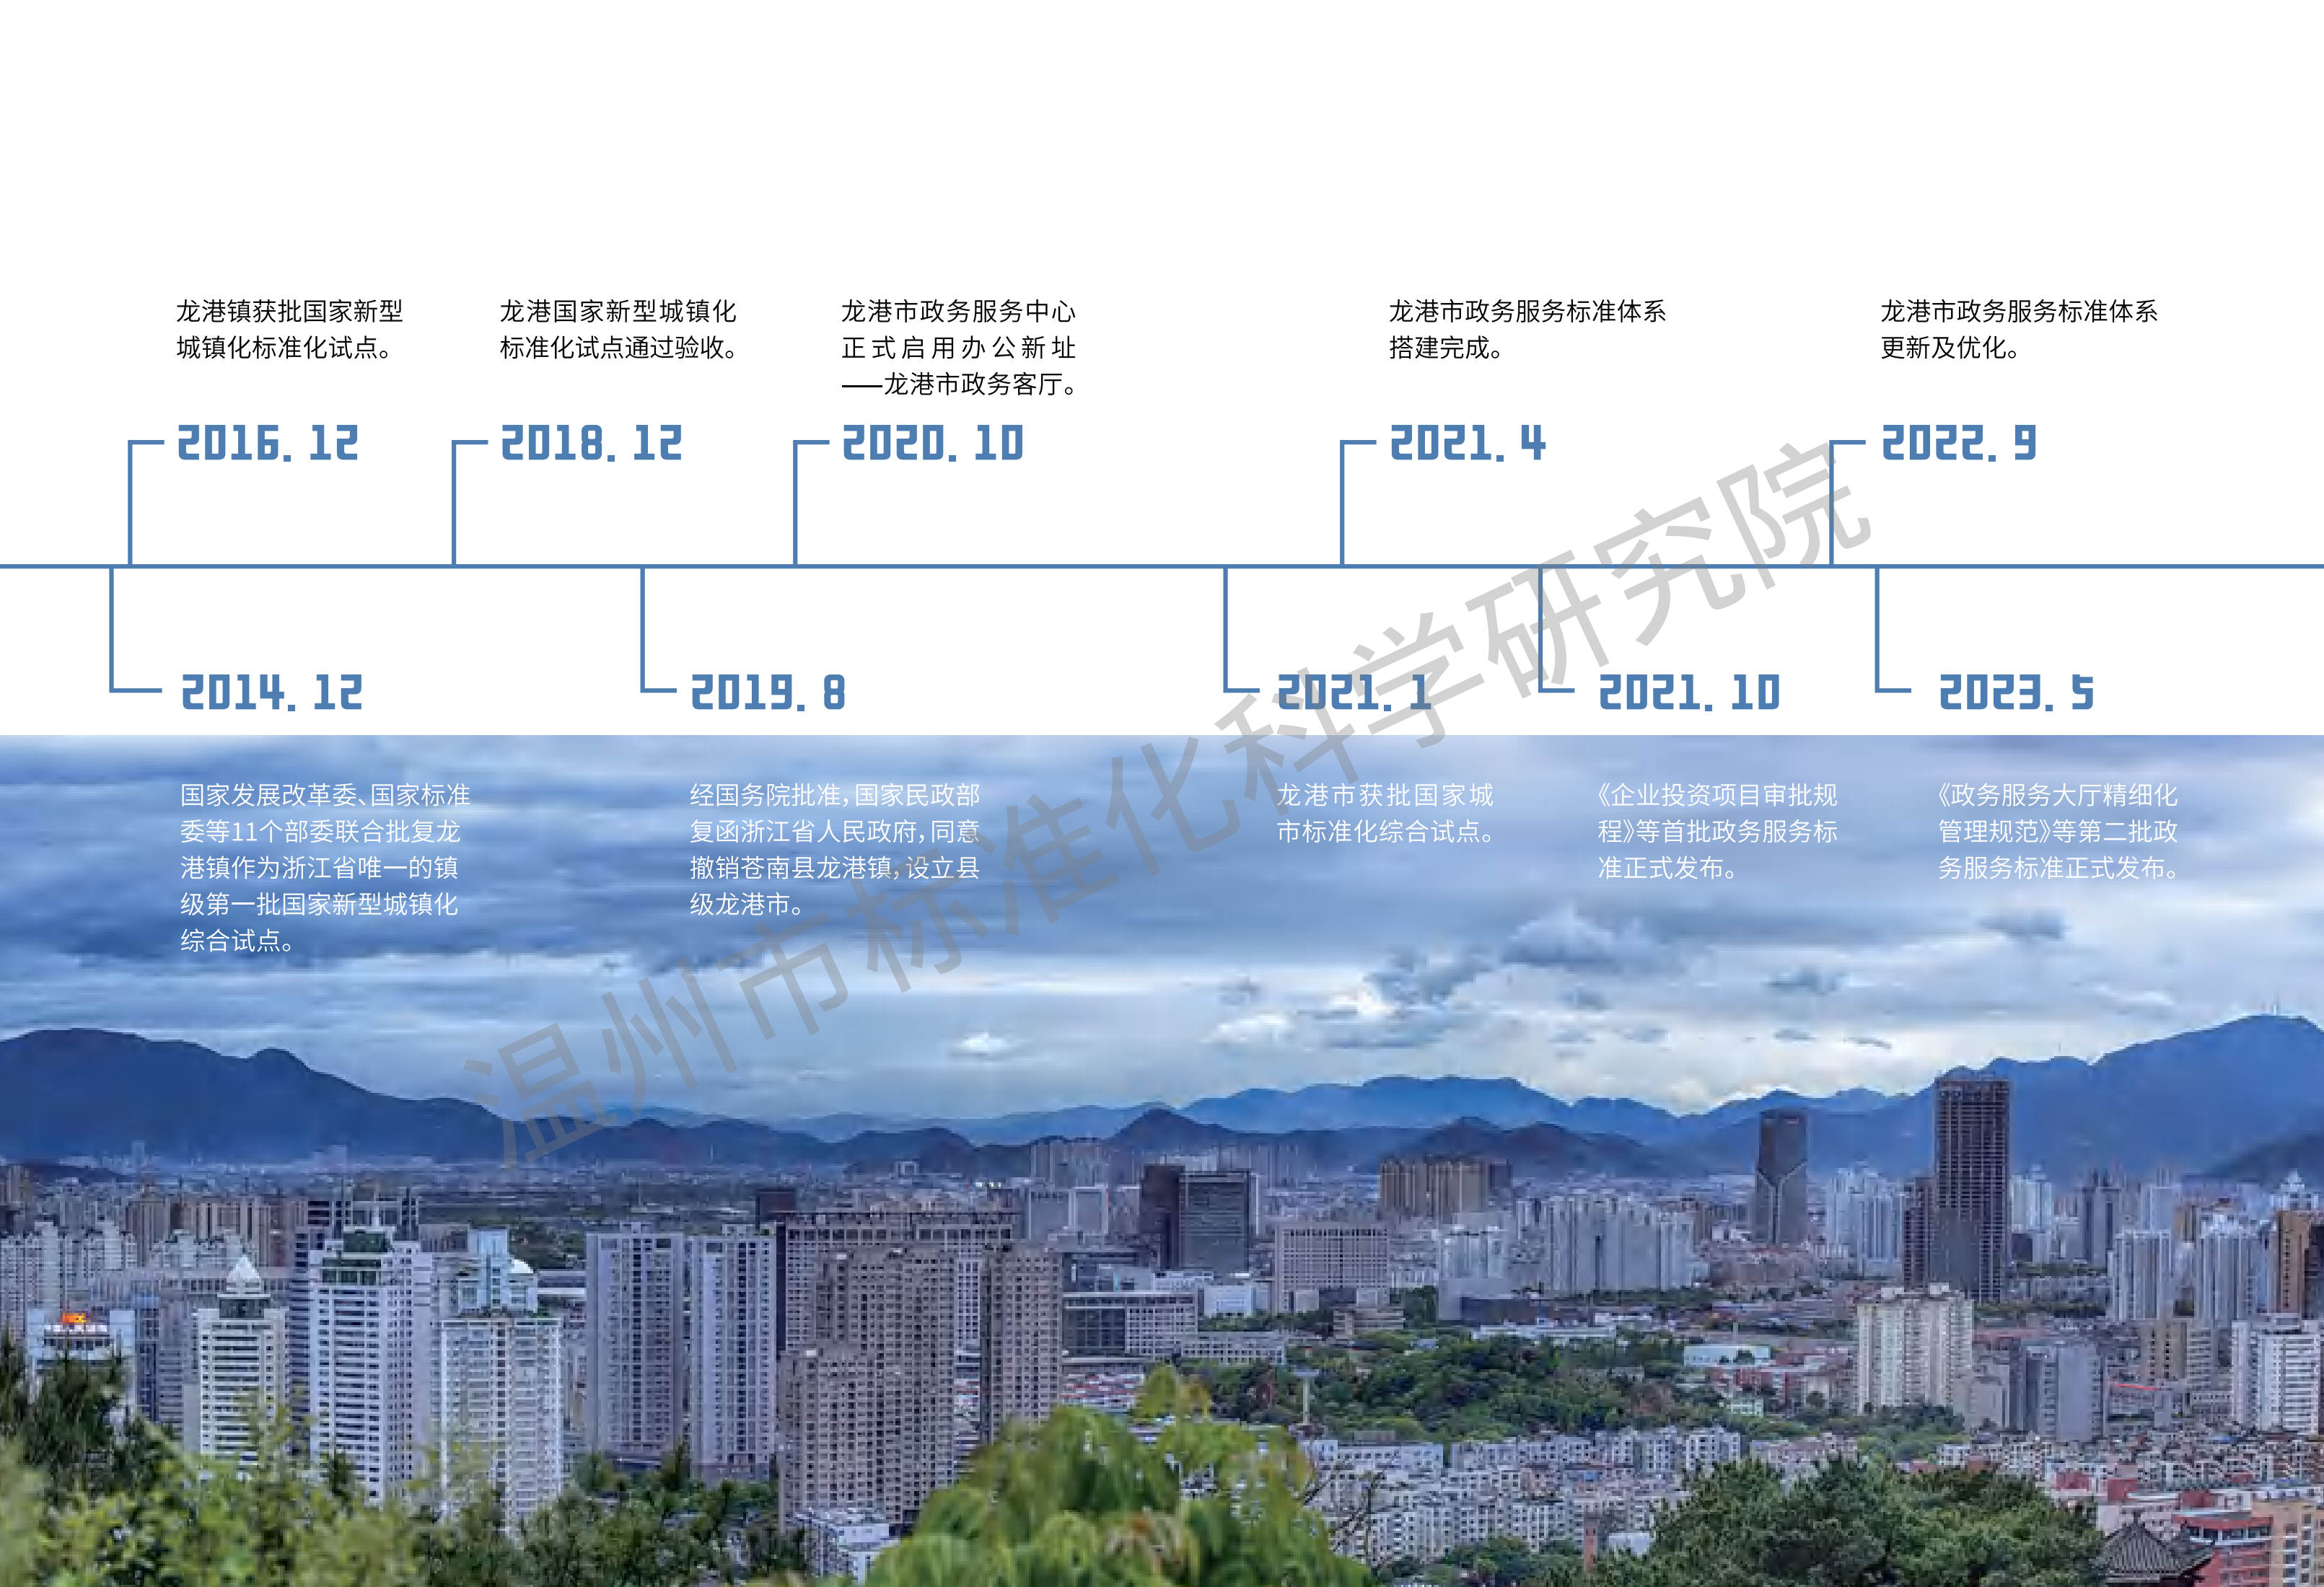 龙港镇获批国家新型
城镇化标准化试点。
2016. 12
龙港国家新型城镇化
标准化试点通过验收。
2018. 12
龙港市政务服务中心
正式启用办公新址
——龙港市政务客厅。
2020. 10
龙港市政务服务标准体系
搭建完成。
2021. 4
龙港市政务服务标准体系
更新及优化。
2022. 9
2014. 12
国家发展改革委、国家标准
委等11个部委联合批复龙
港镇作为浙江省唯一的镇
级第一批国家新型城镇化
综合试点。
2019. 8
经国务院批准，国家民政部
复函浙江省人民政府，同意
撤销苍南县龙港镇，设立县
级龙港市。
2021. 1
龙港市获批国家城
市标准化综合试点。
2021. 10
《企业投资项目审批规
程》等首批政务服务标
准正式发布。
2023. 5
《政务服务大厅精细化
管理规范》等第二批政
务服务标准正式发布。
温州市标准化科学研究院